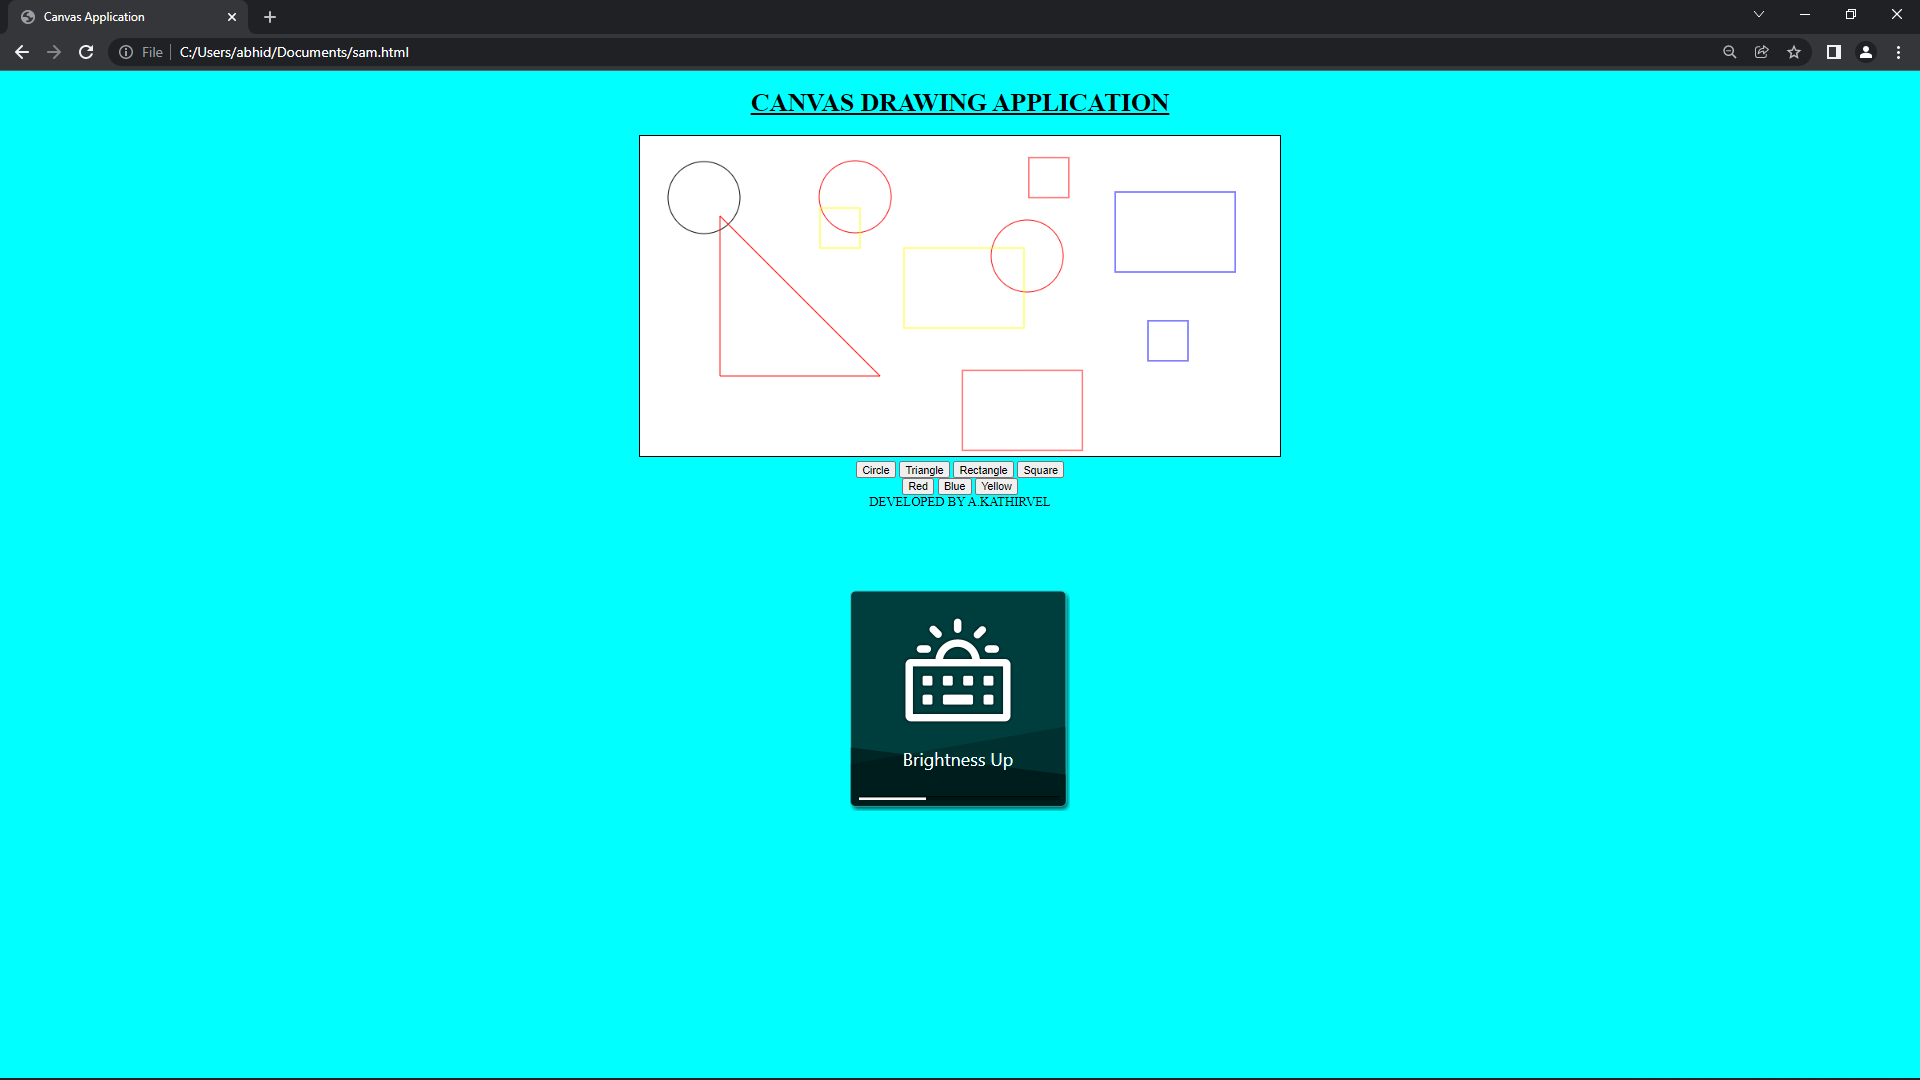 Canvas Application
File
C:/Users/abhid/Documents/sam.html
CANVAS DRAWING APPLICATION
Circle Triangle Rectangle Square
Red Blue Yellow
DEVELOPED BY A.KATHIRVEL
Brightness Up